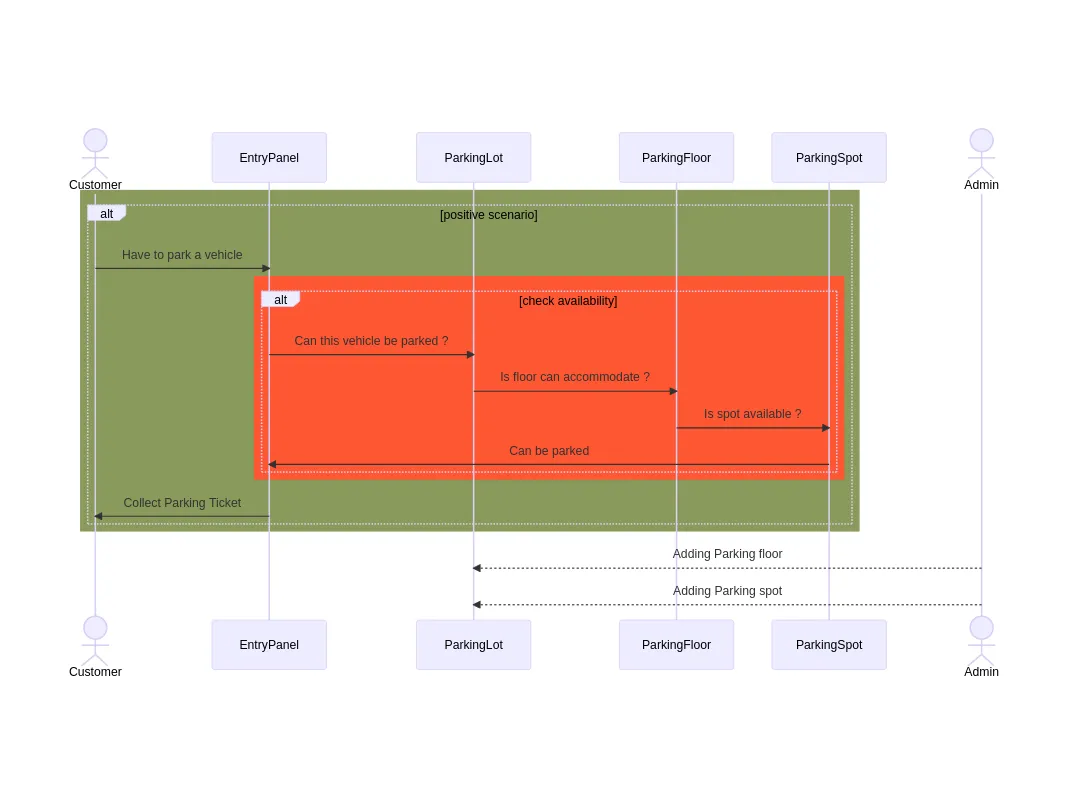 EntryPanel
ParkingLot
ParkingFloor
ParkingSpot
Customer
Admin
alt
[positive scenario]
Have to park a vehicle
alt
[check availability]
Can this vehicle be parked ?
Is floor can accommodate ?
Is spot available ?
Can be parked
Collect Parking Ticket
Adding Parking floor
Adding Parking spot
EntryPanel
ParkingLot
ParkingFloor
ParkingSpot
Customer
Admin